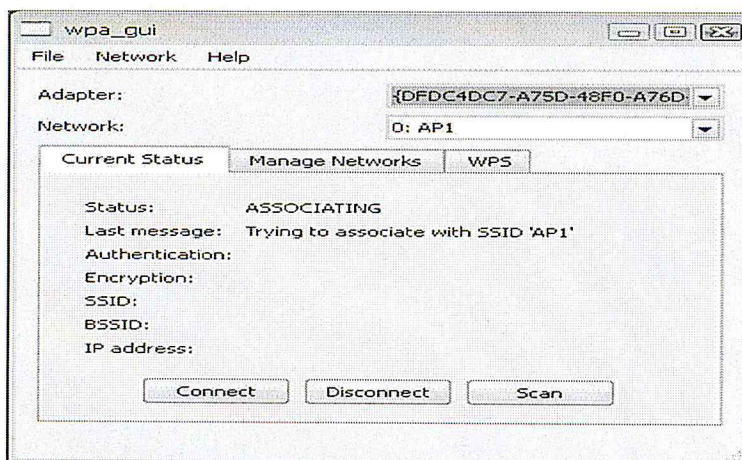 wpa_gui
File Network Help
Adapter: {DFDC4DC7-A75D-48F0-A76D
Network: 0: AP1
Current Status Manage Networks WPS
Status: ASSOCIATING
Last message: Trying to associate with SSID 'AP1'
Authentication:
Encryption:
SSID:
BSSID:
IP address:
Connect Disconnect Scan